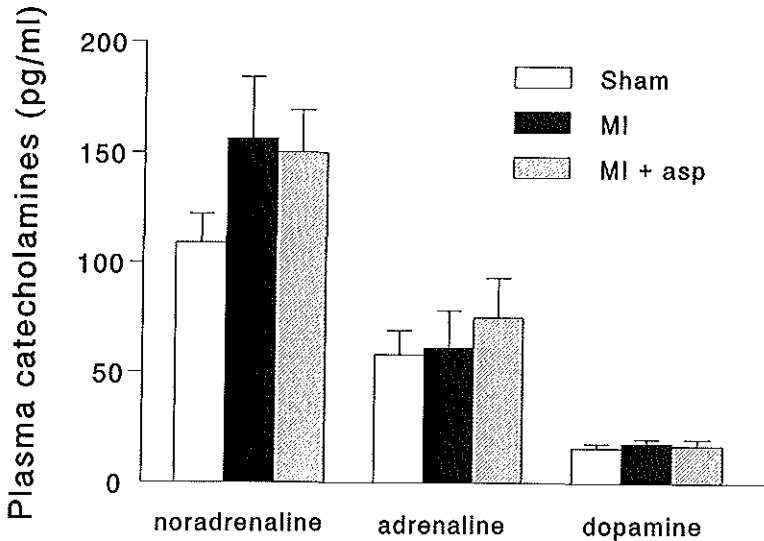 Plasma catecholamines (pg/ml)
200
150
100
50
0
Sham
MI
MI + asp
noradrenaline
adrenaline
dopamine